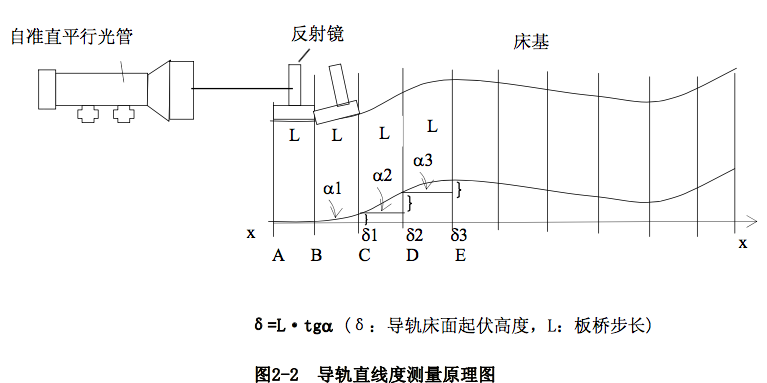 自准直平行光管
反射镜
床基
L L L L
α1 α2 α3
} } }
x δ1 δ2 δ3 x
A B C D E
δ=L·tgα (δ: 导轨床面起伏高度, L: 板桥步长)
图2-2 导轨直线度测量原理图